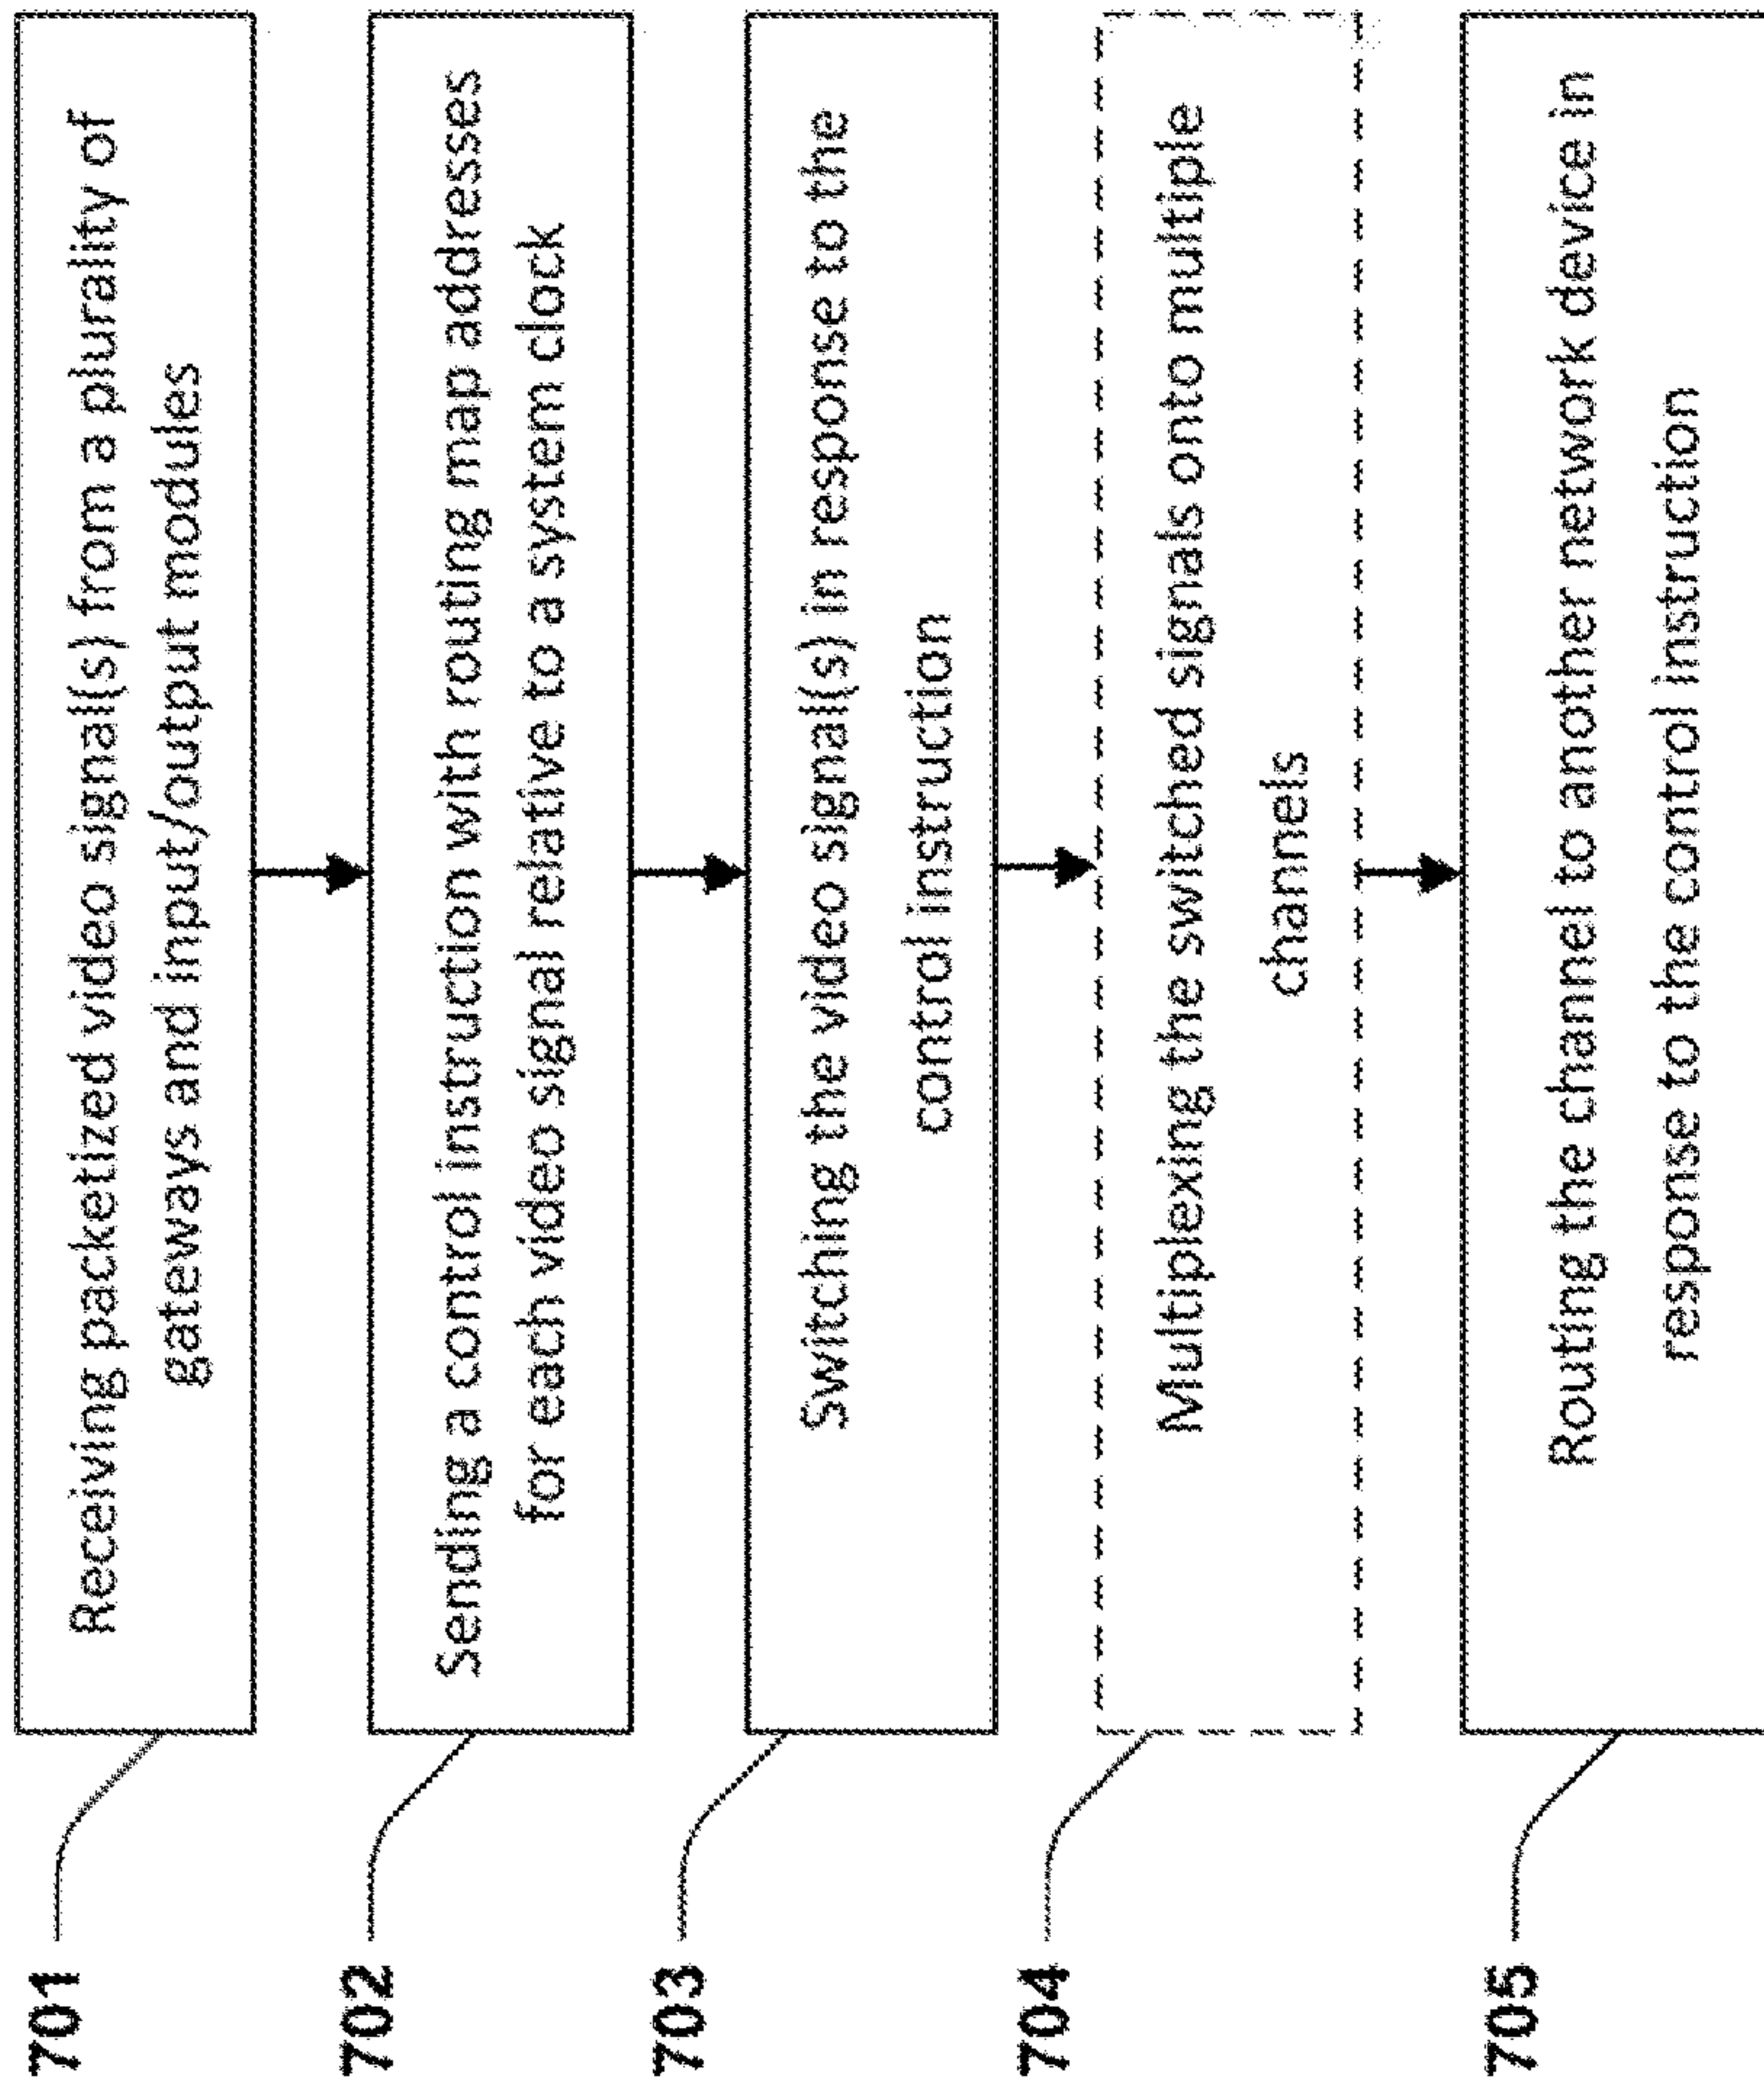 701
Receiving packetized video signal(s) from a plurality of
gateways and input/output modules
702
Sending a control instruction with routing map addresses
for each video signal relative to a system clock
703
Switching the video signal(s) in response to the
control instruction
704
Multiplexing the switched signals onto multiple
channels
705
Routing the channel to another network device in
response to the control instruction